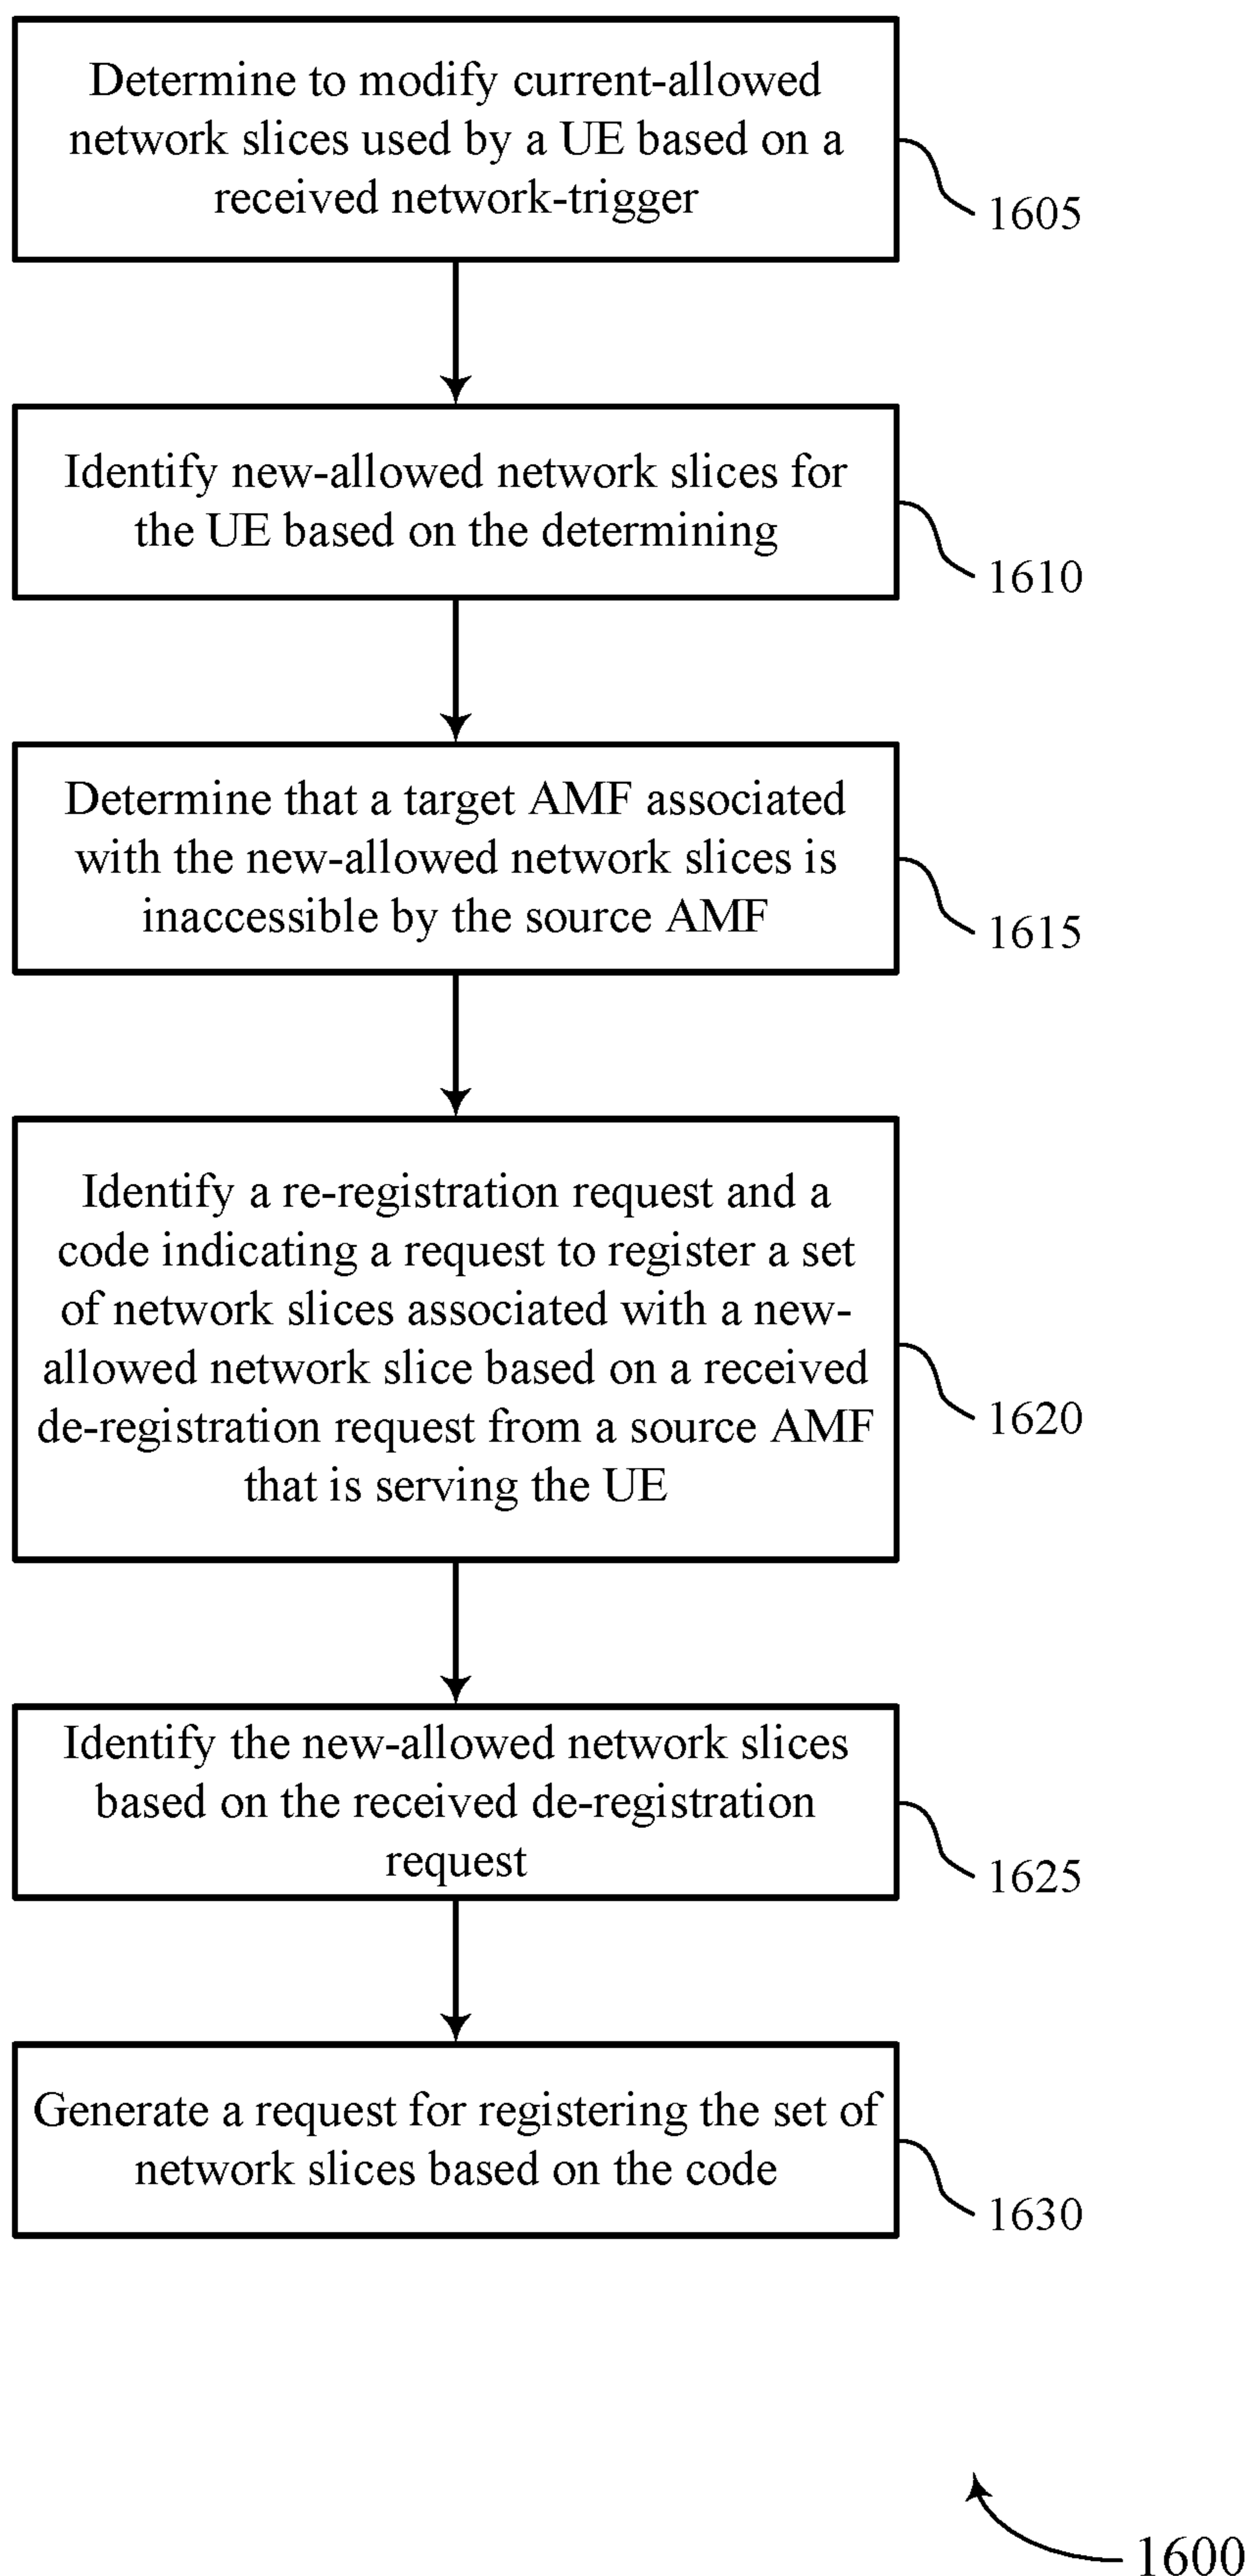 Determine to modify current-allowed
network slices used by a UE based on a
received network-trigger
1605
Identify new-allowed network slices for
the UE based on the determining
1610
Determine that a target AMF associated
with the new-allowed network slices is
inaccessible by the source AMF
1615
Identify a re-registration request and a
code indicating a request to register a set
of network slices associated with a new-
allowed network slice based on a received
de-registration request from a source AMF
that is serving the UE
1620
Identify the new-allowed network slices
based on the received de-registration
request
1625
Generate a request for registering the set of
network slices based on the code
1630
1600